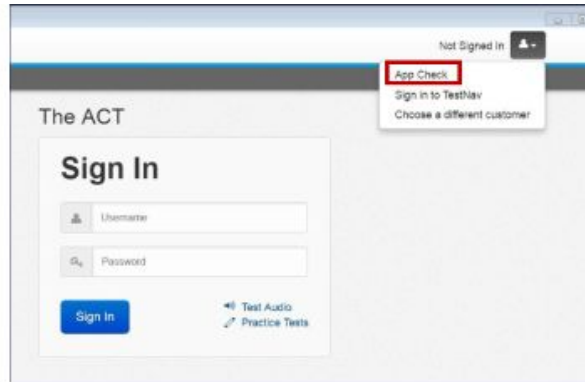 Not Signed In
App Check
Sign in to TestNav
Choose a different customer
The ACT
Sign In
Username
Password
Sign In
Test Audio
Practice Tests